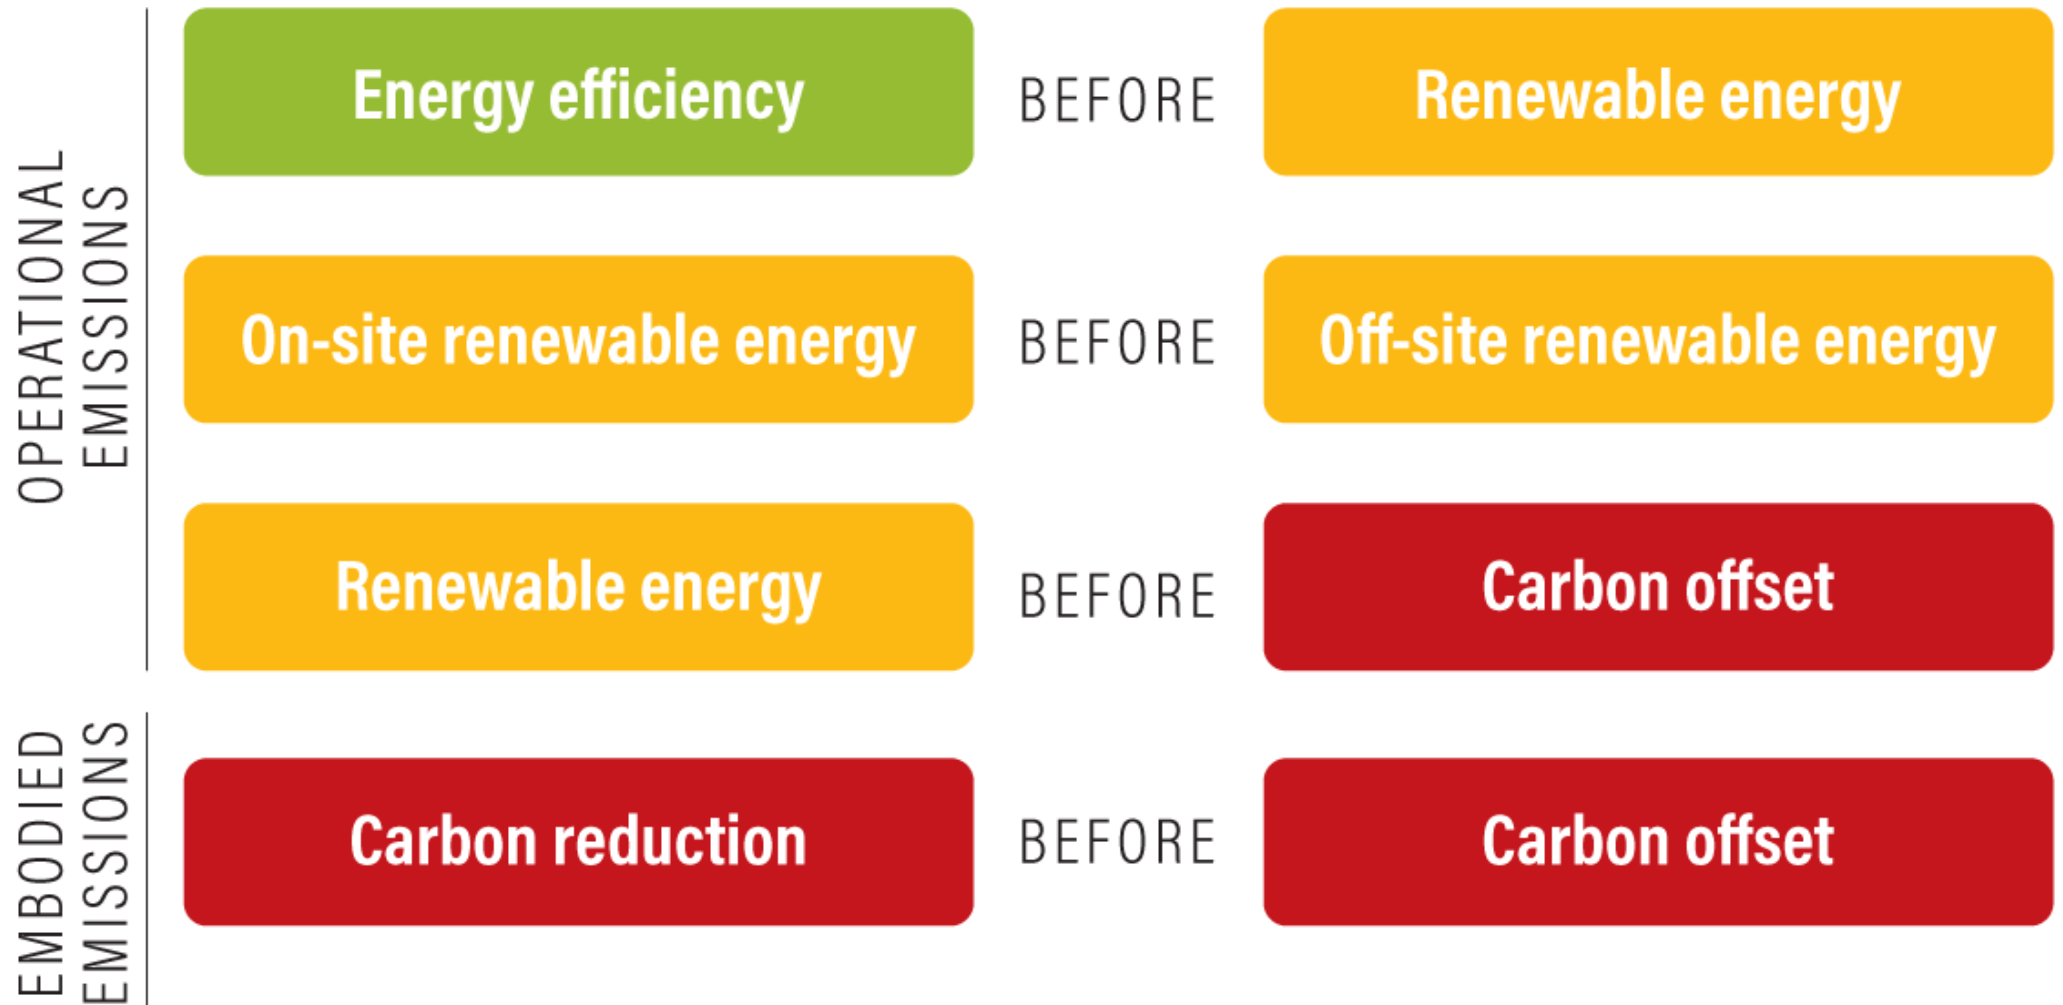 OPERATIONAL
EMISSIONS
Energy efficiency BEFORE Renewable energy
On-site renewable energy BEFORE Off-site renewable energy
Renewable energy BEFORE Carbon offset
EMBODIED
EMISSIONS
Carbon reduction BEFORE Carbon offset